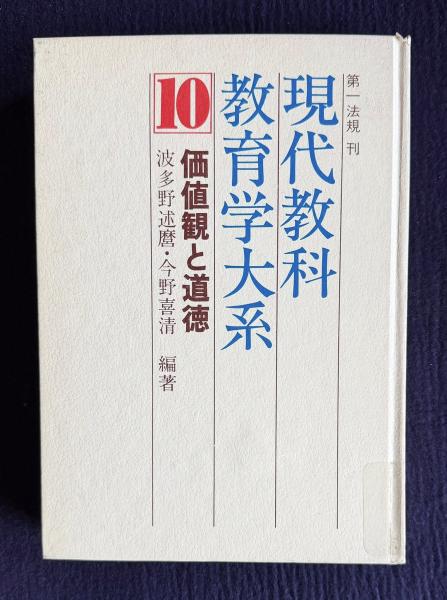 第一法規 刊
現代教科
教育学大系
10
価値観と道徳
波多野述麿・今野喜清 編著